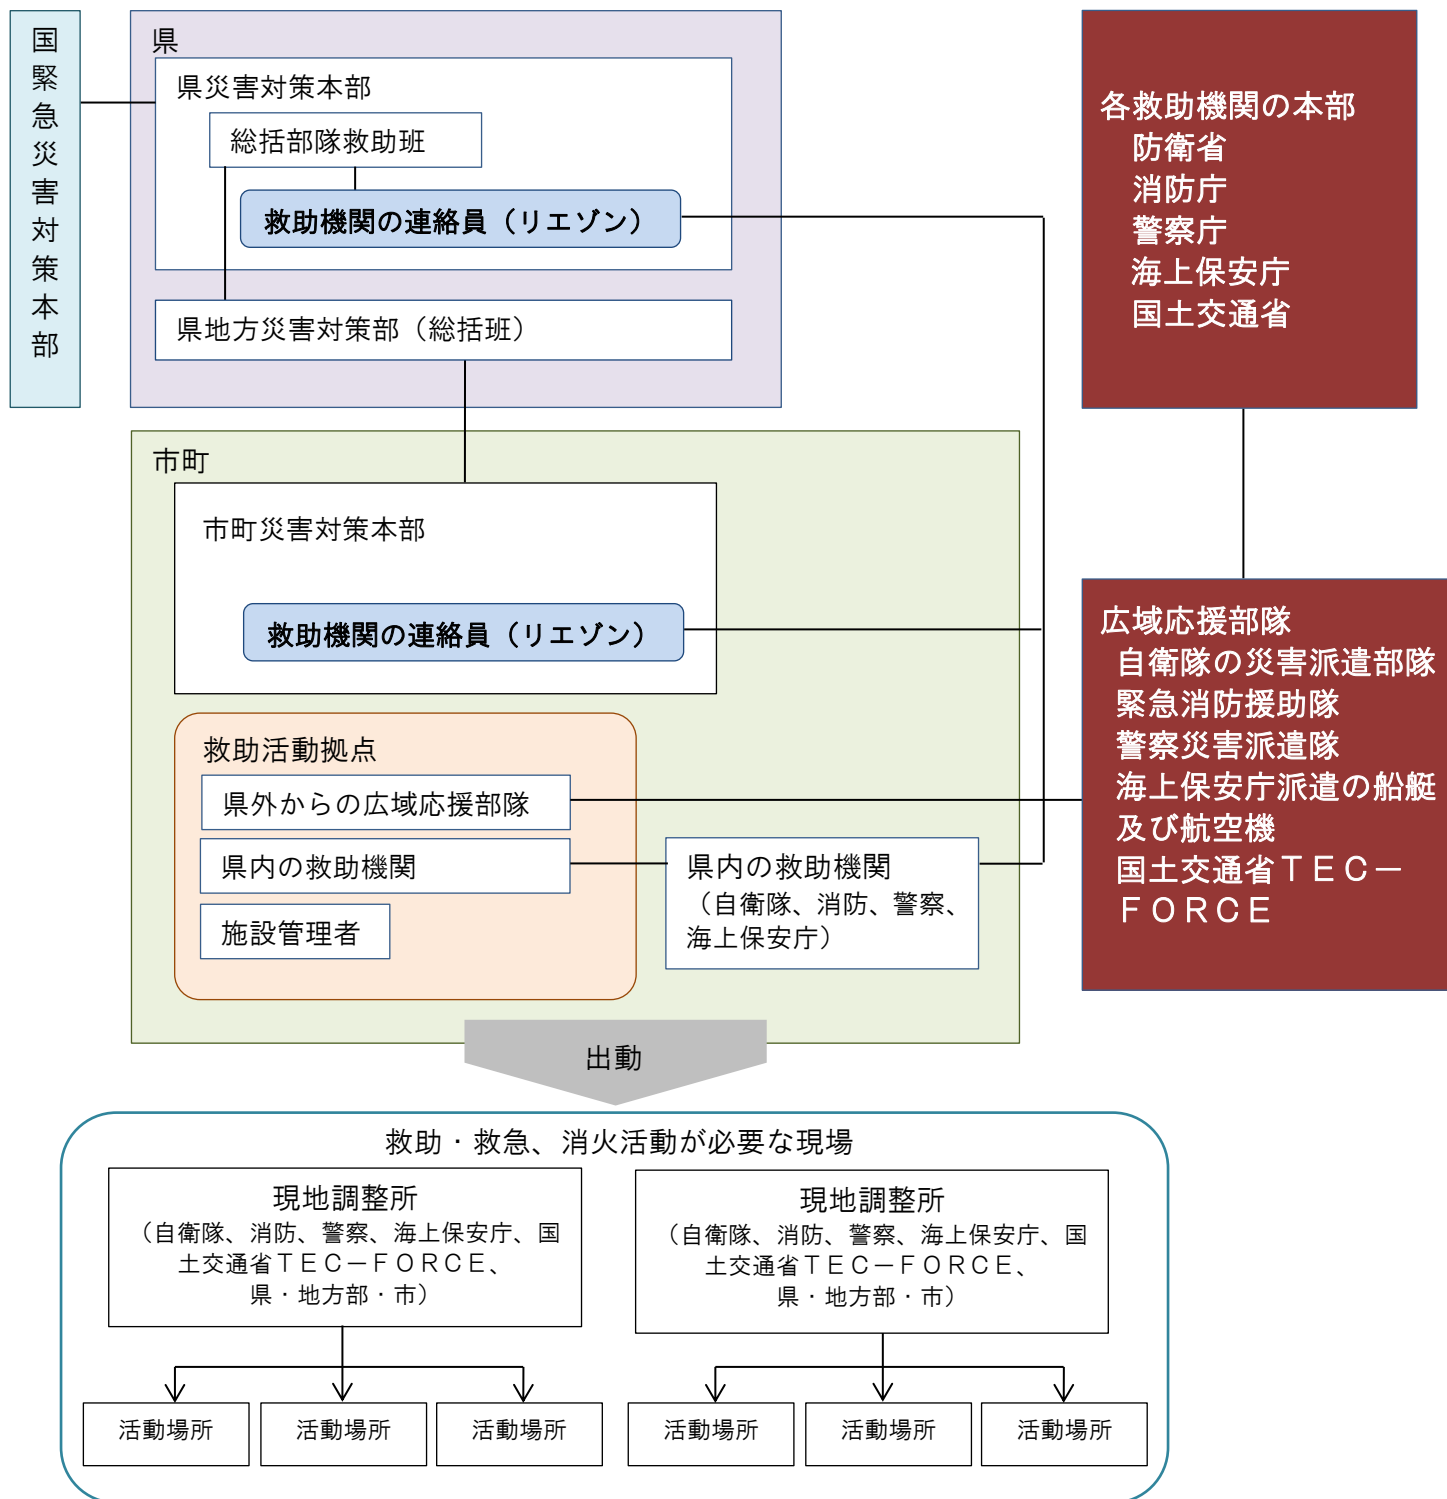 国緊急災害対策本部
県
県災害対策本部
総括部隊救助班
救助機関の連絡員（リエゾン）
県地方災害対策部（総括班）
各救助機関の本部
防衛省
消防庁
警察庁
海上保安庁
国土交通省
市町
市町災害対策本部
救助機関の連絡員（リエゾン）
救助活動拠点
県外からの広域応援部隊
県内の救助機関
施設管理者
県内の救助機関
（自衛隊、消防、警察、
海上保安庁）
広域応援部隊
自衛隊の災害派遣部隊
緊急消防援助隊
警察災害派遣隊
海上保安庁派遣の船艇
及び航空機
国土交通省ＴＥＣ－
ＦＯＲＣＥ
出動
救助・救急、消火活動が必要な現場
現地調整所
（自衛隊、消防、警察、海上保安庁、国
土交通省ＴＥＣ－ＦＯＲＣＥ、
県・地方部・市）
現地調整所
（自衛隊、消防、警察、海上保安庁、国
土交通省ＴＥＣ－ＦＯＲＣＥ、
県・地方部・市）
活動場所
活動場所
活動場所
活動場所
活動場所
活動場所